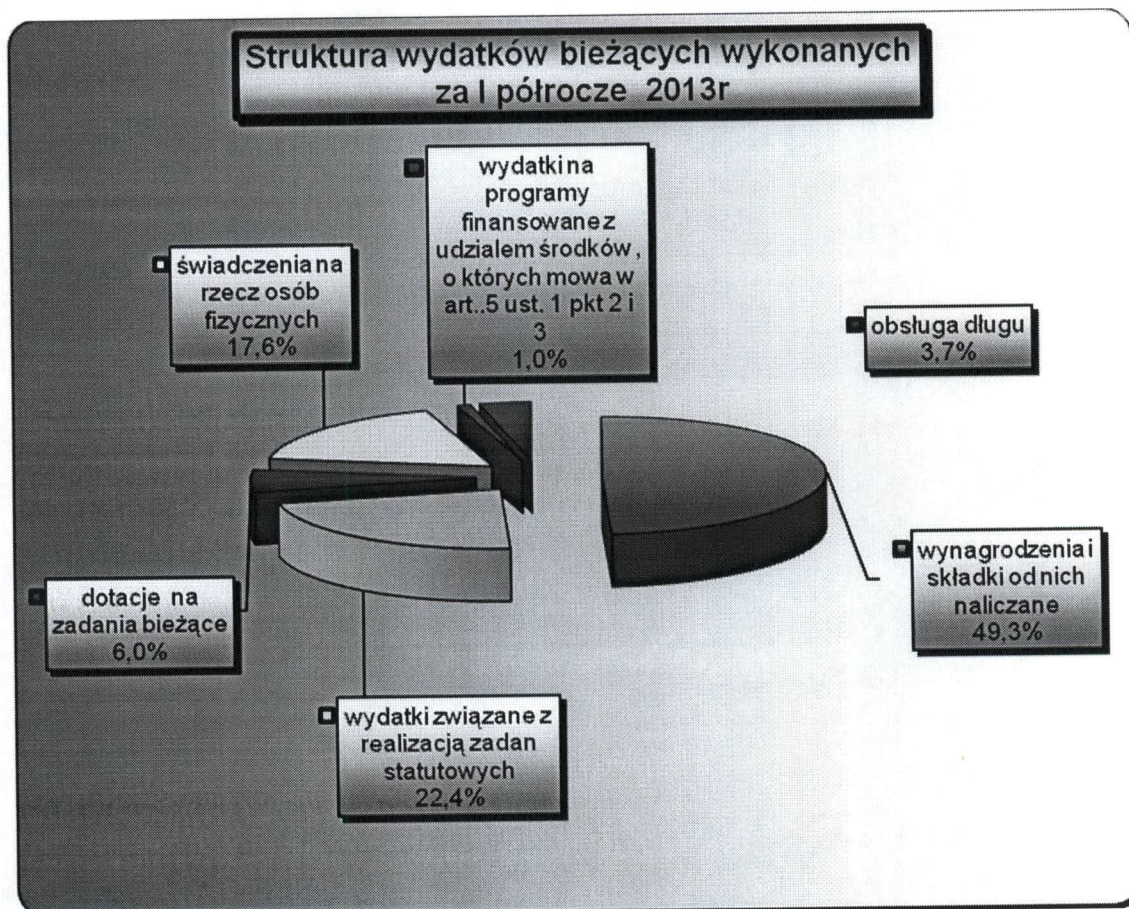 Struktura wydatków bieżących wykonanych
za I półrocze 2013r
wydatki na
programy
finansowane z
udzialem środków,
o których mowa w
art..5 ust. 1 pkt 2 i
3
1,0%
świadczenia na
rzecz osób
fizycznych
17,6%
obsługa długu
3,7%
wynagrodzenia i
składki od nich
naliczane
49,3%
dotacje na
zadania bieżące
6,0%
wydatki związane z
realizacją zadan
statutowych
22,4%